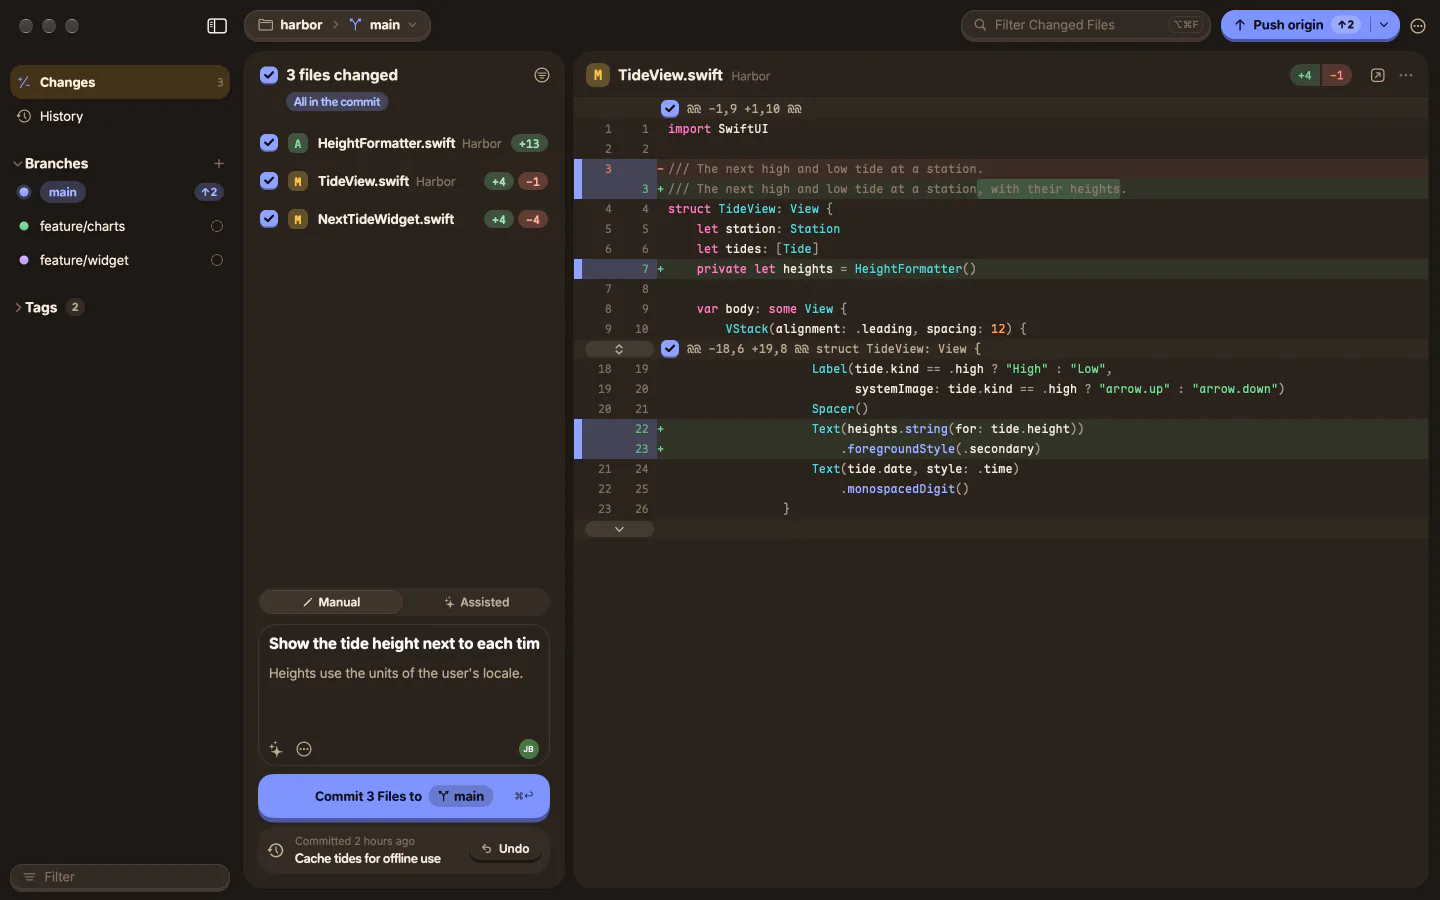 harbor
main
Filter Changed Files
⌥⌘F
Push origin
↑2
Changes
3
History
Branches
main
↑2
feature/charts
feature/widget
Tags
2
Filter
3 files changed
All in the commit
A HeightFormatter.swift Harbor +13
M TideView.swift Harbor +4 -1
M NextTideWidget.swift +4 -4
Manual
Assisted
Show the tide height next to each tim
Heights use the units of the user's locale.
JB
Commit 3 Files to main ⌘↩
Committed 2 hours ago
Cache tides for offline use
Undo
M TideView.swift Harbor +4 -1
@@ -1,9 +1,10 @@
1 1 import SwiftUI
2 2
3 - /// The next high and low tide at a station.
3 + /// The next high and low tide at a station, with their heights.
4 4 struct TideView: View {
5 5 let station: Station
6 6 let tides: [Tide]
7 + private let heights = HeightFormatter()
7 8
8 9 var body: some View {
9 10 VStack(alignment: .leading, spacing: 12) {
@@ -18,6 +19,8 @@ struct TideView: View {
18 19 Label(tide.kind == .high ? "High" : "Low",
19 20 systemImage: tide.kind == .high ? "arrow.up" : "arrow.down")
20 21 Spacer()
22 + Text(heights.string(for: tide.height))
23 + .foregroundStyle(.secondary)
21 24 Text(tide.date, style: .time)
22 25 .monospacedDigit()
23 26 }